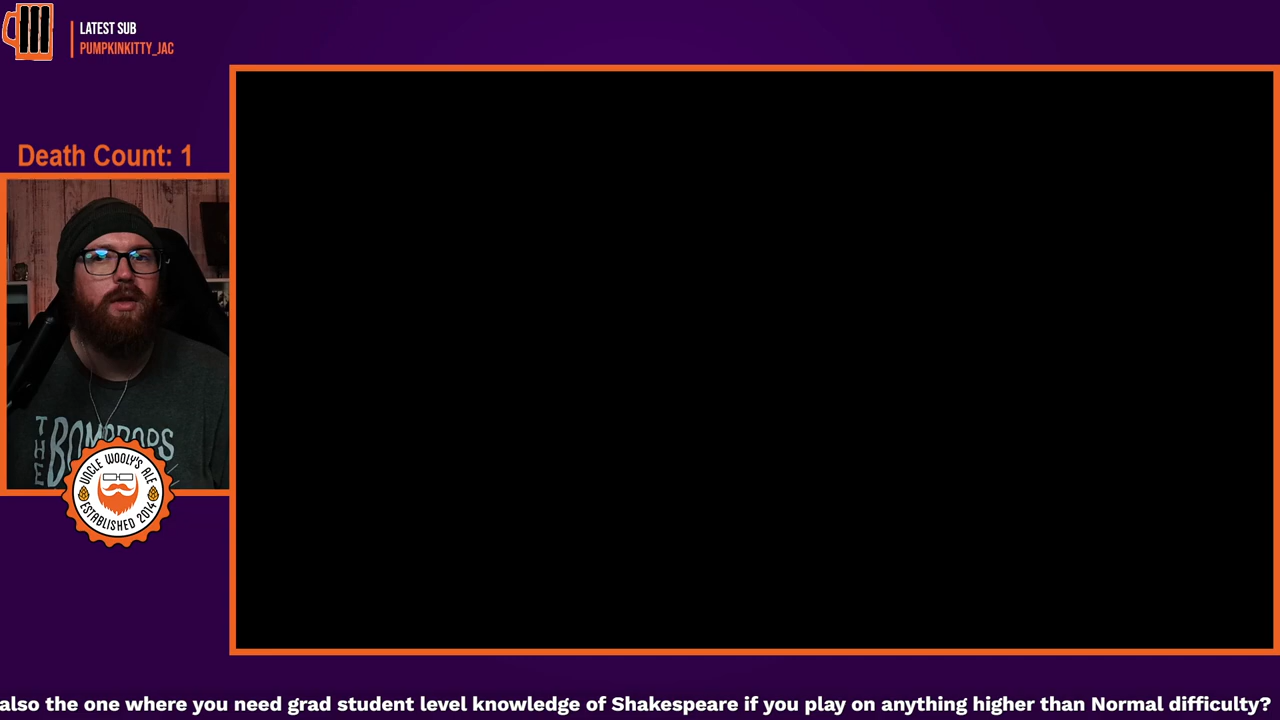 LATEST SUB
PUMPKINKITTY_JAC
Death Count: 1
THE BOMBPOPS
UNCLE WOOLY'S ALE
ESTABLISHED 2014
also the one where you need grad student level knowledge of Shakespeare if you play on anything higher than Normal difficulty?